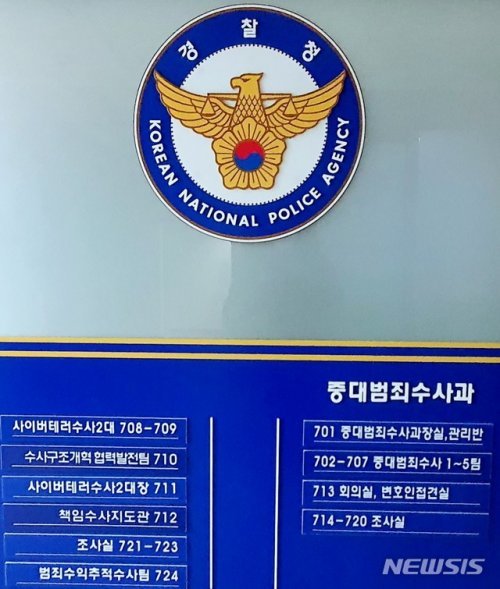 경찰청
KOREAN NATIONAL POLICE AGENCY
중대범죄수사과
사이버테러수사2대 708-709
수사구조개혁 협력발전팀 710
사이버테러수사2대장 711
책임수사지도관 712
조사실 721-723
범죄수익추적수사팀 724
701 중대범죄수사과장실,관리반
702-707 중대범죄수사 1~5팀
713 회의실, 변호인접견실
714-720 조사실
NEWSIS